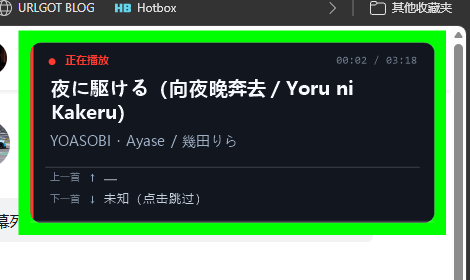 URLGOT BLOG HB Hotbox 其他收藏夹
正在播放 00:02 / 03:18
夜に駆ける（向夜晚奔去 / Yoru ni
Kakeru)
YOASOBI · Ayase / 幾田りら
上一首 ↑ —
下一首 ↓ 未知（点击跳过）
幕列